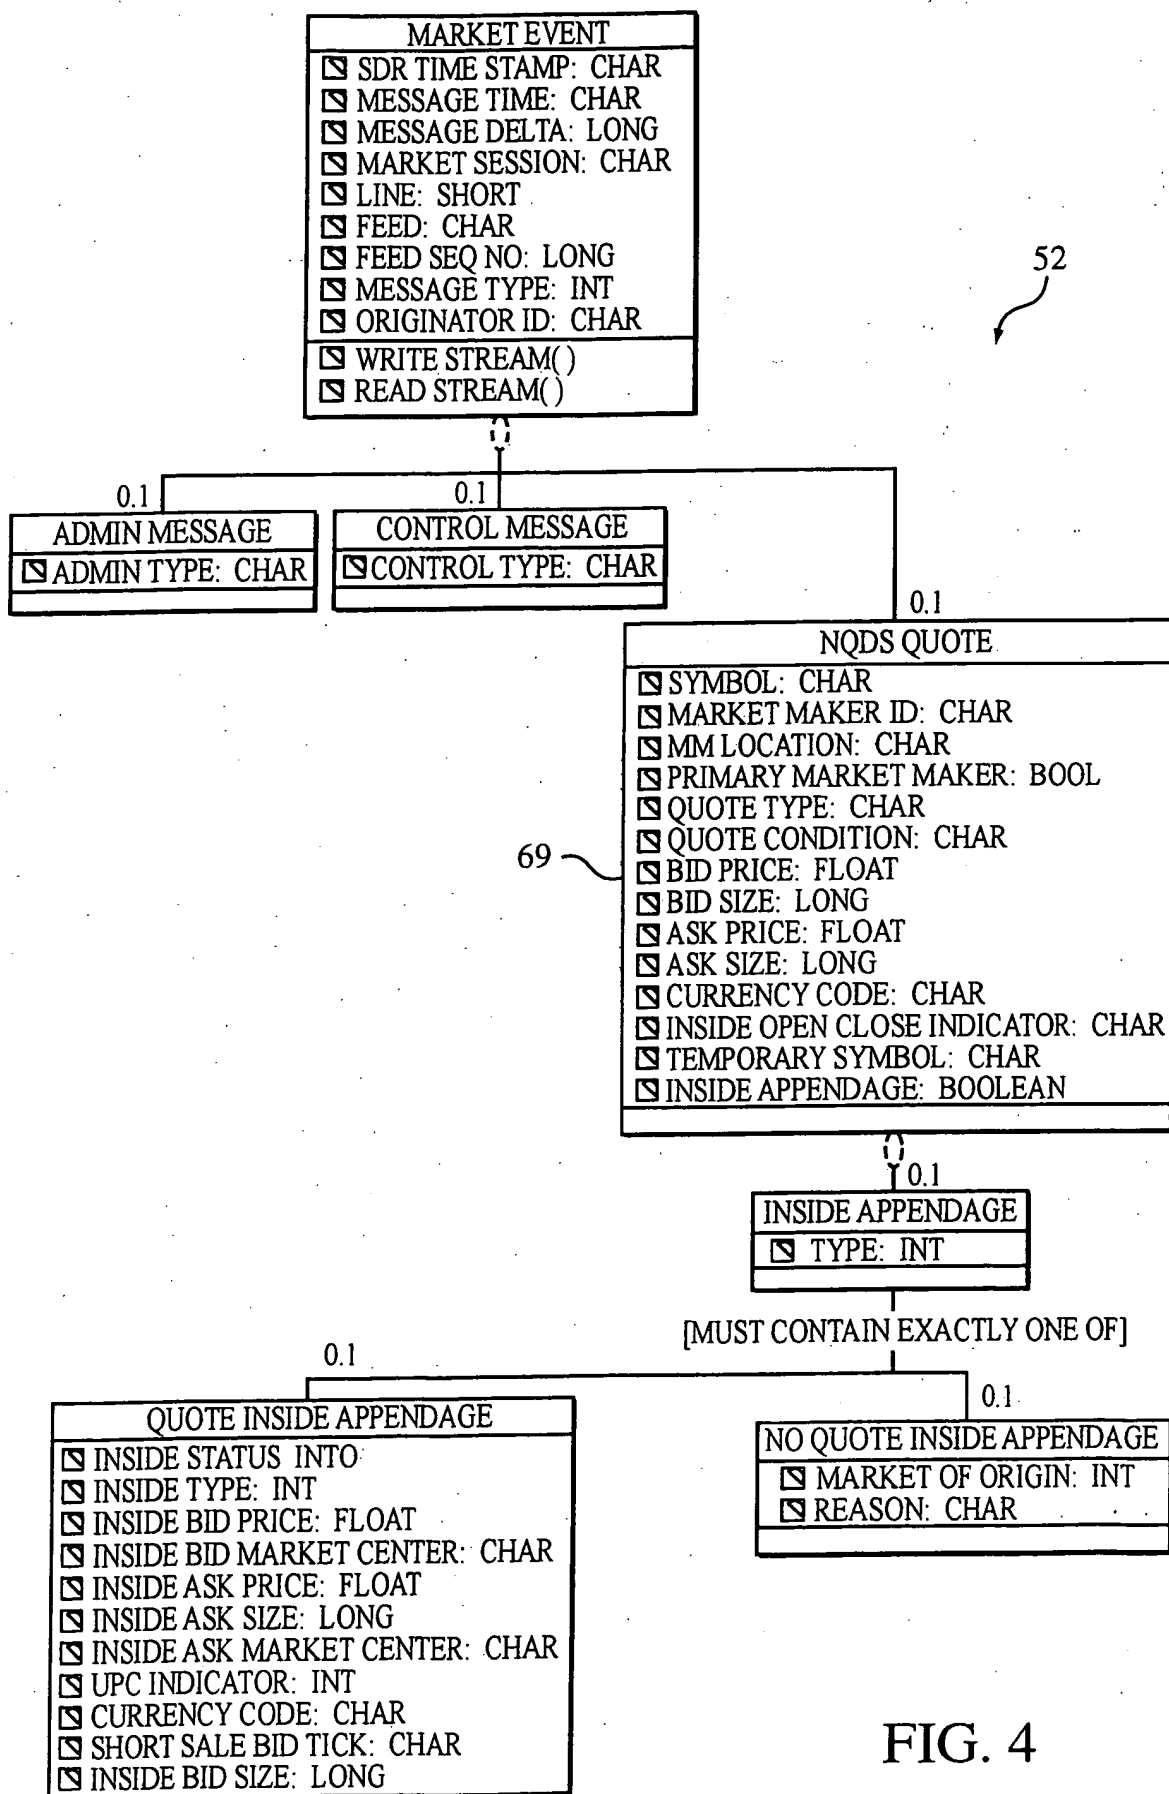 MARKET EVENT
SDR TIME STAMP: CHAR
MESSAGE TIME: CHAR
MESSAGE DELTA: LONG
MARKET SESSION: CHAR
LINE: SHORT
FEED: CHAR
FEED SEQ NO: LONG
MESSAGE TYPE: INT
ORIGINATOR ID: CHAR
WRITE STREAM( )
READ STREAM( )
52
0.1
ADMIN MESSAGE
ADMIN TYPE: CHAR
0.1
CONTROL MESSAGE
CONTROL TYPE: CHAR
0.1
NQDS QUOTE
SYMBOL: CHAR
MARKET MAKER ID: CHAR
MM LOCATION: CHAR
PRIMARY MARKET MAKER: BOOL
QUOTE TYPE: CHAR
QUOTE CONDITION: CHAR
BID PRICE: FLOAT
BID SIZE: LONG
ASK PRICE: FLOAT
ASK SIZE: LONG
CURRENCY CODE: CHAR
INSIDE OPEN CLOSE INDICATOR: CHAR
TEMPORARY SYMBOL: CHAR
INSIDE APPENDAGE: BOOLEAN
69
0.1
INSIDE APPENDAGE
TYPE: INT
[MUST CONTAIN EXACTLY ONE OF]
0.1
QUOTE INSIDE APPENDAGE
INSIDE STATUS INTO
INSIDE TYPE: INT
INSIDE BID PRICE: FLOAT
INSIDE BID MARKET CENTER: CHAR
INSIDE ASK PRICE: FLOAT
INSIDE ASK SIZE: LONG
INSIDE ASK MARKET CENTER: CHAR
UPC INDICATOR: INT
CURRENCY CODE: CHAR
SHORT SALE BID TICK: CHAR
INSIDE BID SIZE: LONG
0.1
NO QUOTE INSIDE APPENDAGE
MARKET OF ORIGIN: INT
REASON: CHAR
FIG. 4